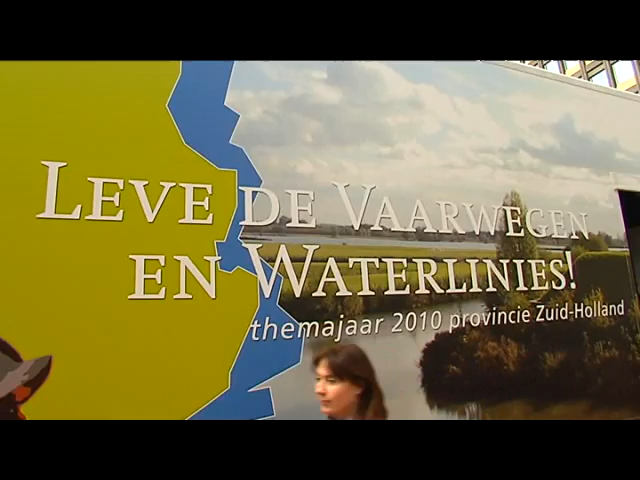 LEVE DE VAARWEGEN
EN WATERLINIES!
themajaar 2010 provincie Zuid-Holland